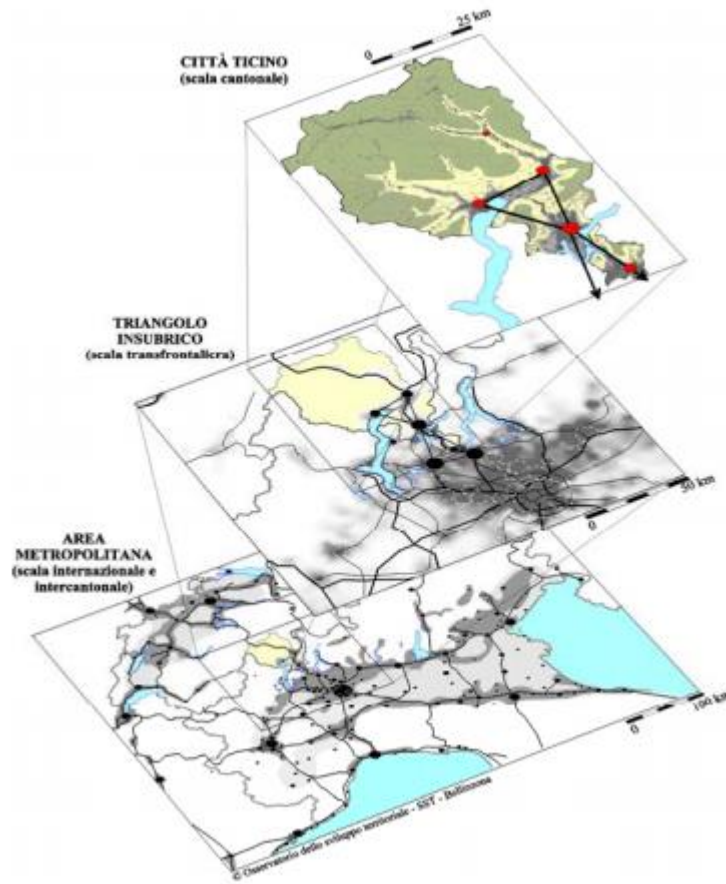 25 km
0
CITTÀ TICINO
(scala cantonale)
TRIANGOLO
INSUBRICO
(scala transfrontaliera)
50 km
0
AREA
METROPOLITANA
(scala internazionale e
intercantonale)
100 km
0
© Osservatorio dello sviluppo territoriale - SST - Bellinzona